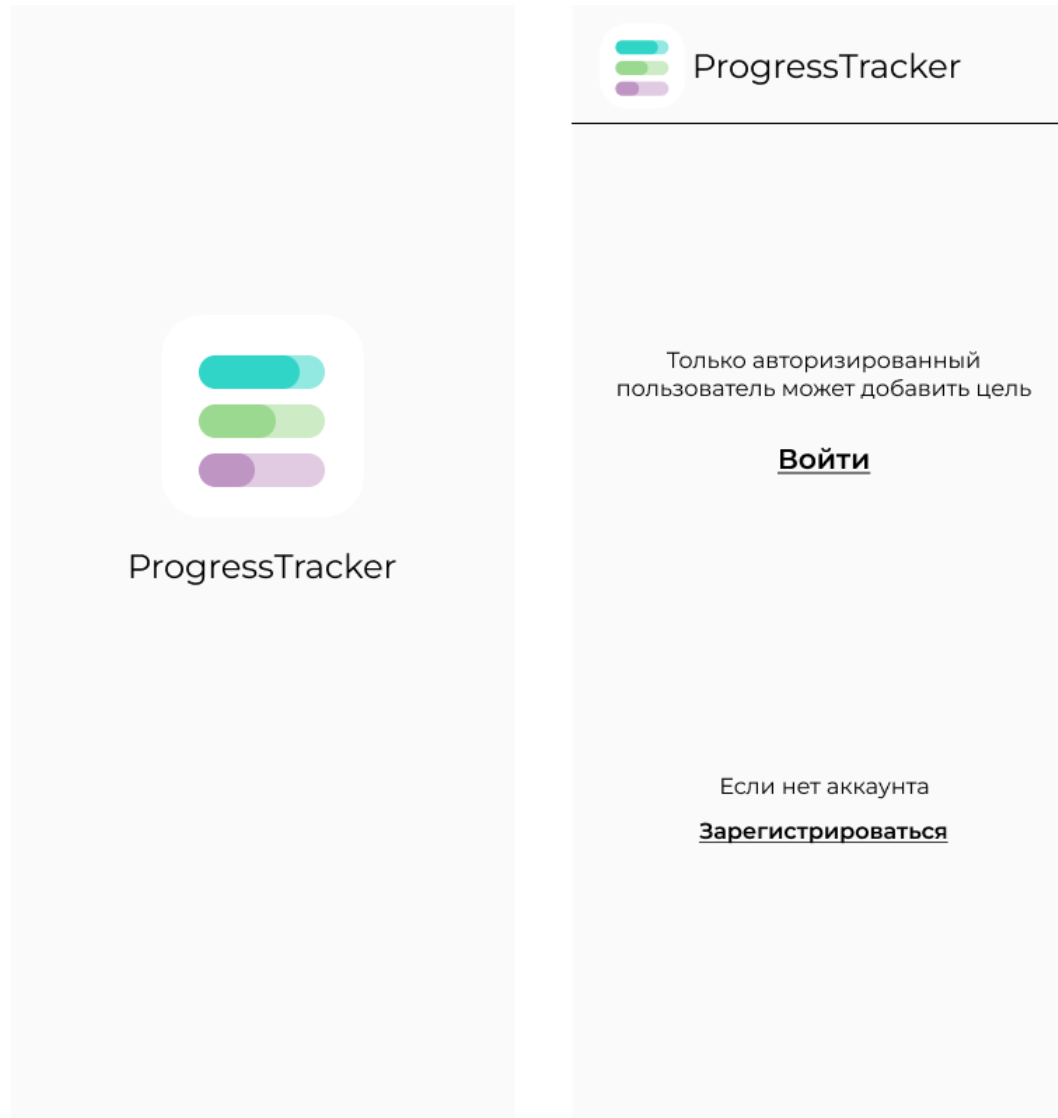 ProgressTracker
ProgressTracker
Только авторизированный
пользователь может добавить цель
Войти
Если нет аккаунта
Зарегистрироваться